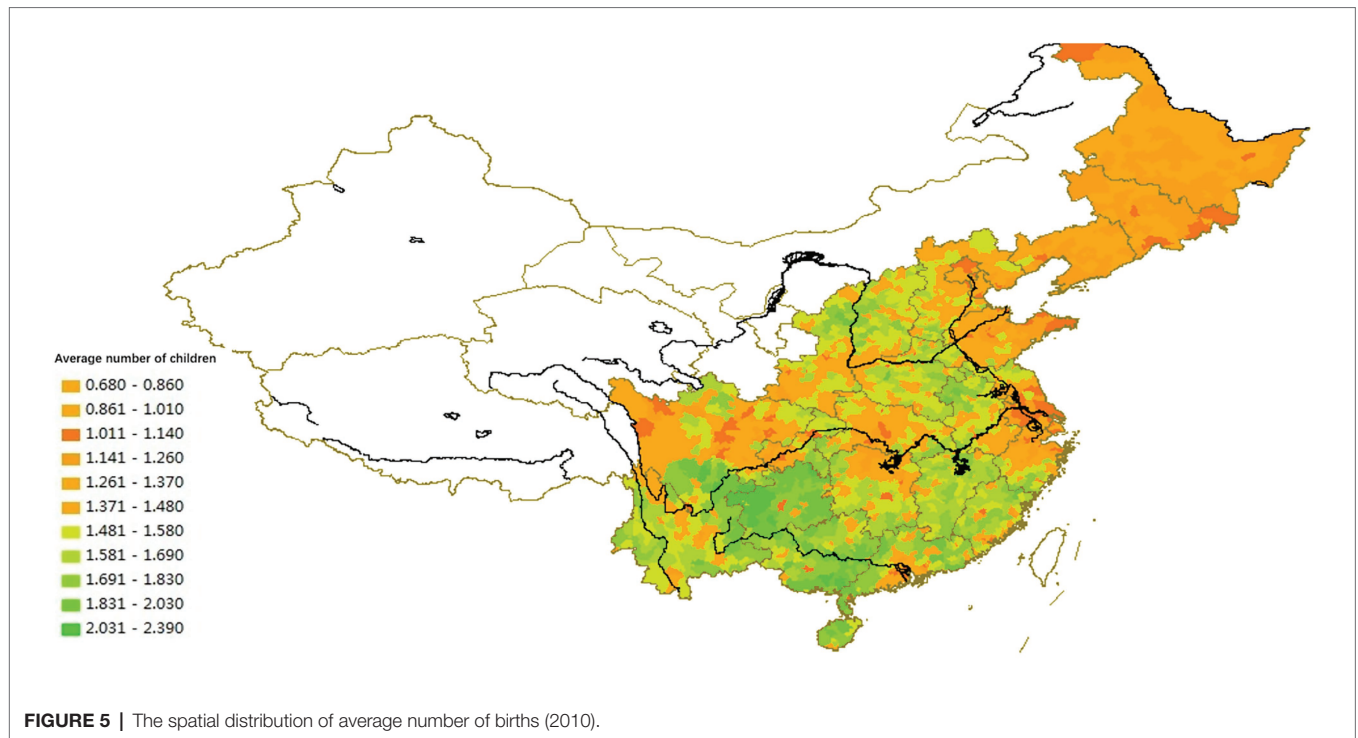 Average number of children
0.680 - 0.860
0.861 - 1.010
1.011 - 1.140
1.141 - 1.260
1.261 - 1.370
1.371 - 1.480
1.481 - 1.580
1.581 - 1.690
1.691 - 1.830
1.831 - 2.030
2.031 - 2.390
FIGURE 5 | The spatial distribution of average number of births (2010).